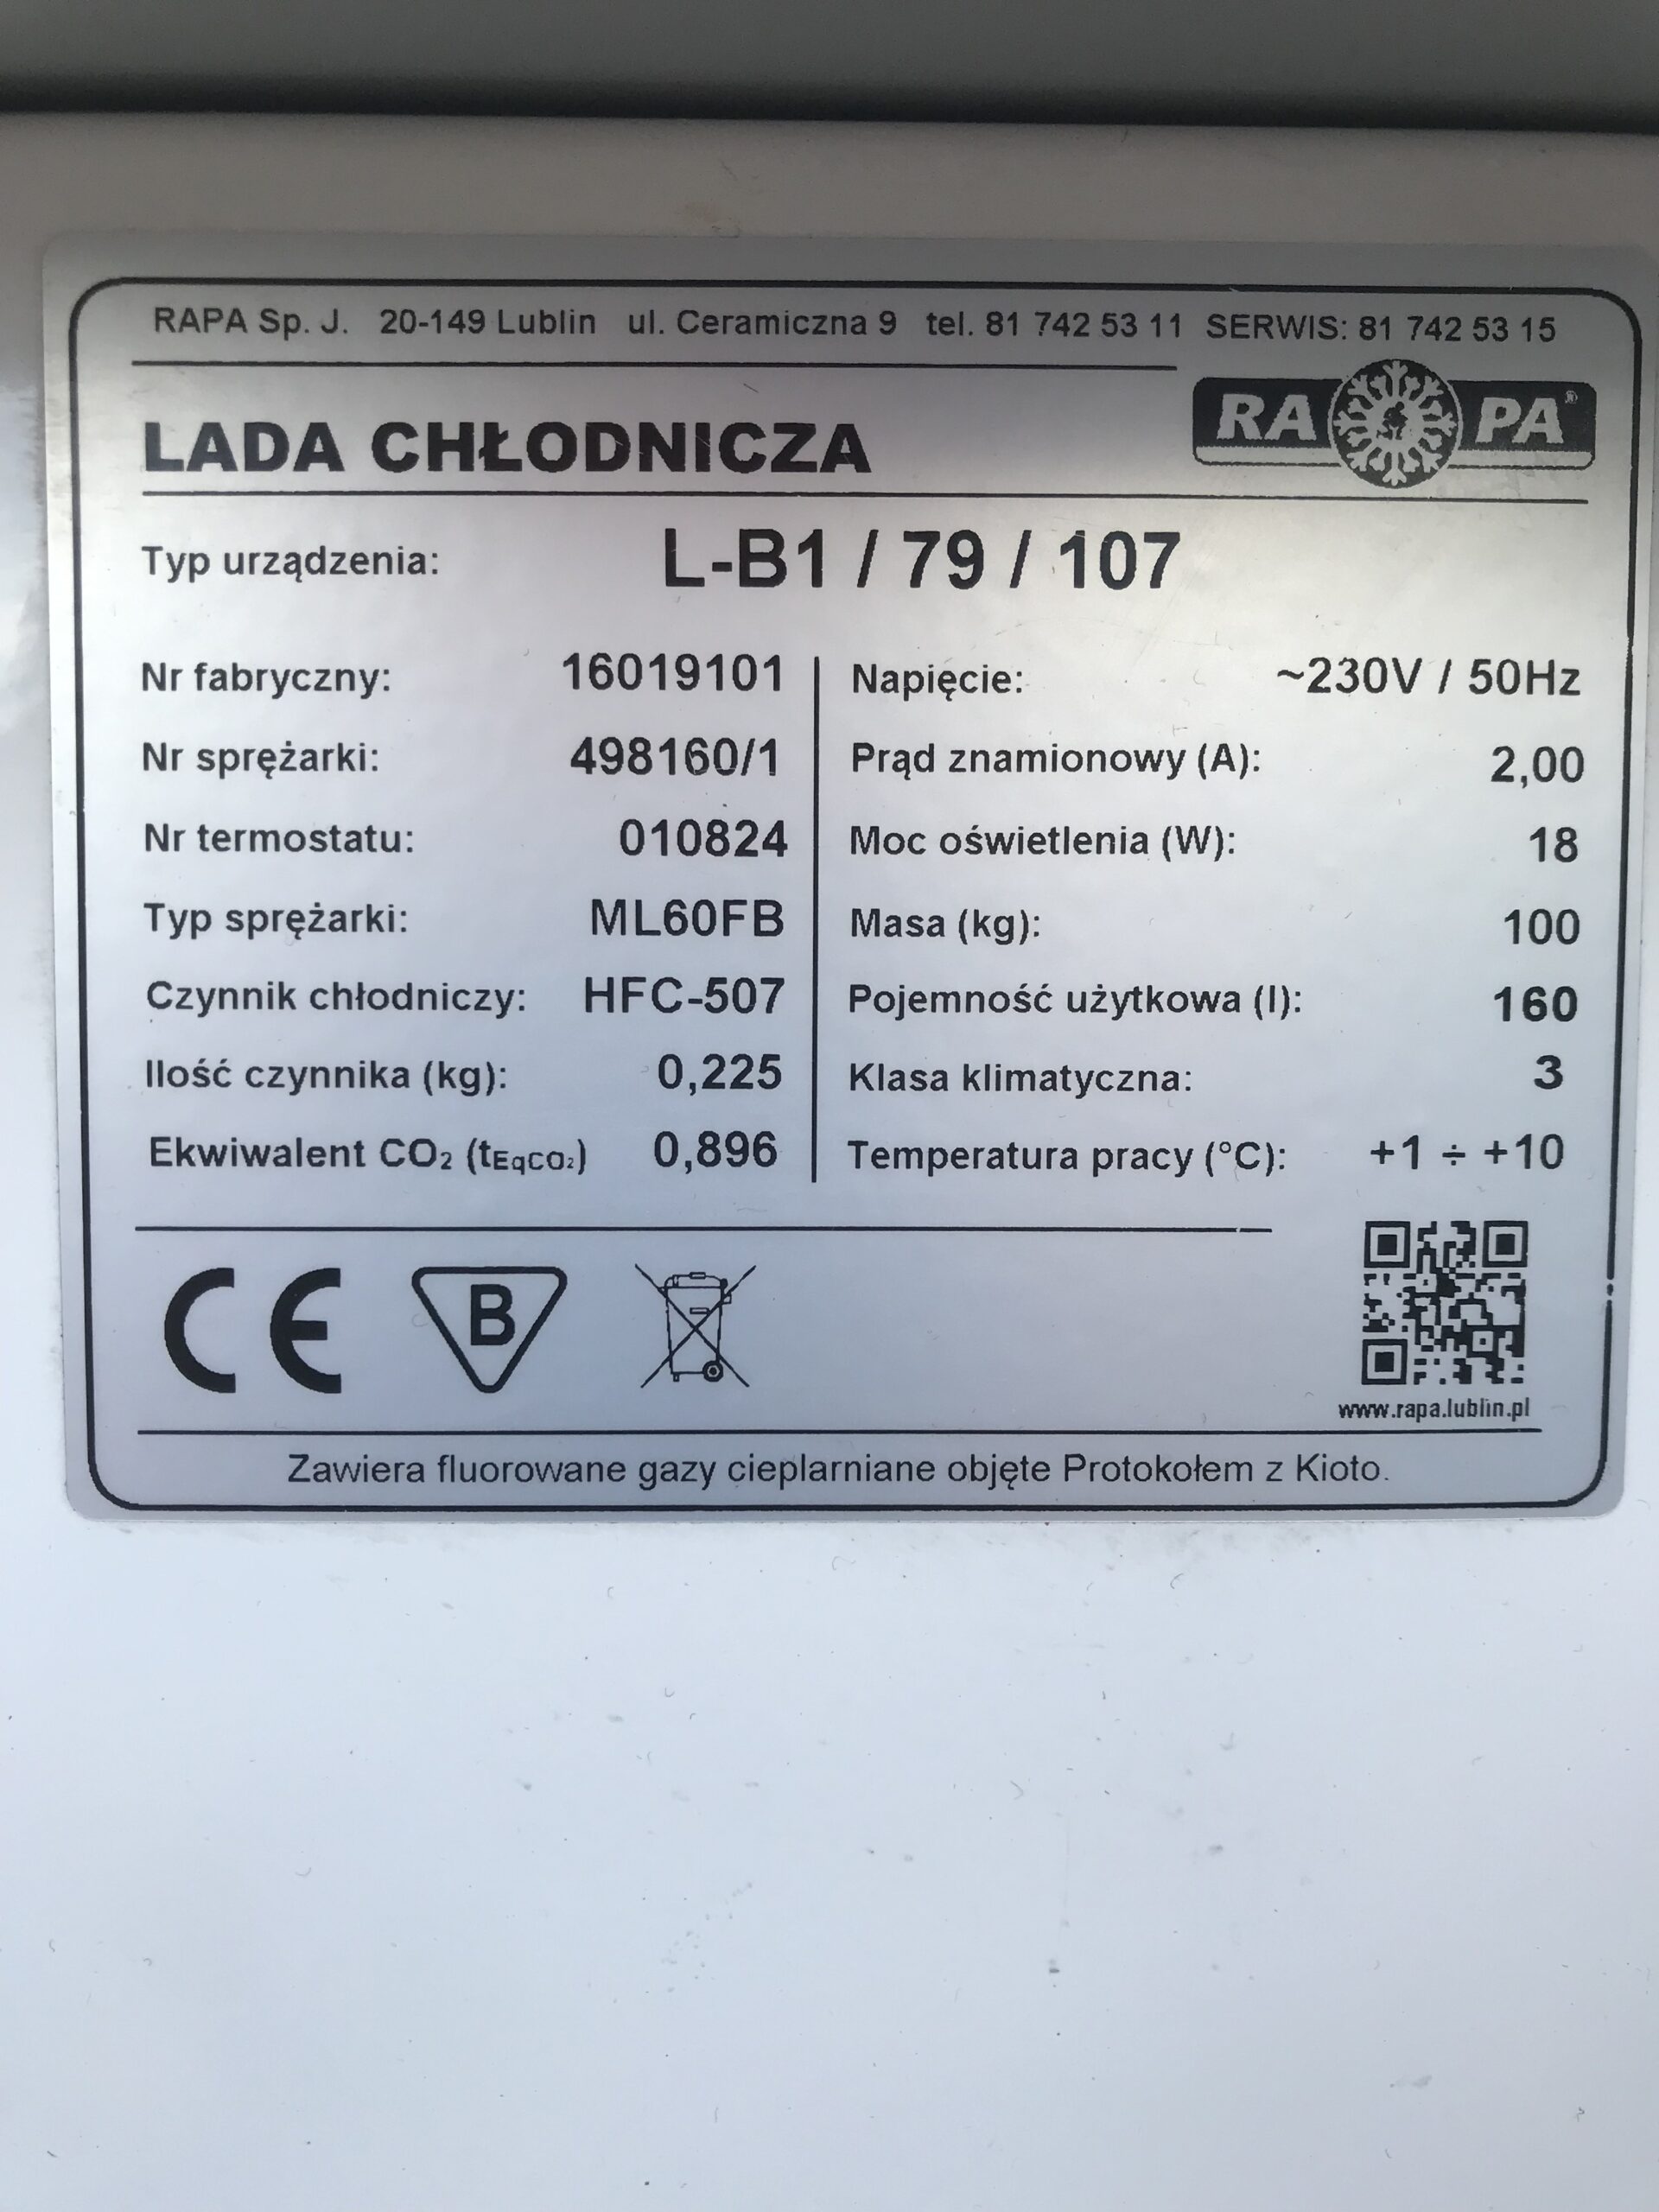 RAPA Sp. J. 20-149 Lublin ul. Ceramiczna 9 tel. 81 742 53 11 SERWIS: 81 742 53 15
RAPA®
LADA CHŁODNICZA
Typ urządzenia: L-B1 / 79 / 107
Nr fabryczny: 16019101
Nr sprężarki: 498160/1
Nr termostatu: 010824
Typ sprężarki: ML60FB
Czynnik chłodniczy: HFC-507
Ilość czynnika (kg): 0,225
Ekwiwalent CO₂ (tEqCO₂) 0,896
Napięcie: ~230V / 50Hz
Prąd znamionowy (A): 2,00
Moc oświetlenia (W): 18
Masa (kg): 100
Pojemność użytkowa (l): 160
Klasa klimatyczna: 3
Temperatura pracy (°C): +1 ÷ +10
CE B
www.rapa.lublin.pl
Zawiera fluorowane gazy cieplarniane objęte Protokołem z Kioto.